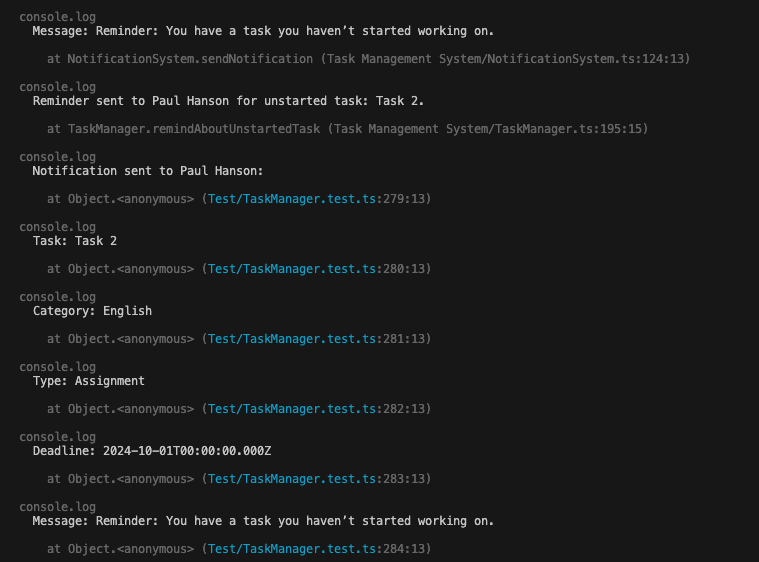 console.log
Message: Reminder: You have a task you haven’t started working on.
at NotificationSystem.sendNotification (Task Management System/NotificationSystem.ts:124:13)
console.log
Reminder sent to Paul Hanson for unstarted task: Task 2.
at TaskManager.remindAboutUnstartedTask (Task Management System/TaskManager.ts:195:15)
console.log
Notification sent to Paul Hanson:
at Object.<anonymous> (Test/TaskManager.test.ts:279:13)
console.log
Task: Task 2
at Object.<anonymous> (Test/TaskManager.test.ts:280:13)
console.log
Category: English
at Object.<anonymous> (Test/TaskManager.test.ts:281:13)
console.log
Type: Assignment
at Object.<anonymous> (Test/TaskManager.test.ts:282:13)
console.log
Deadline: 2024-10-01T00:00:00.000Z
at Object.<anonymous> (Test/TaskManager.test.ts:283:13)
console.log
Message: Reminder: You have a task you haven’t started working on.
at Object.<anonymous> (Test/TaskManager.test.ts:284:13)